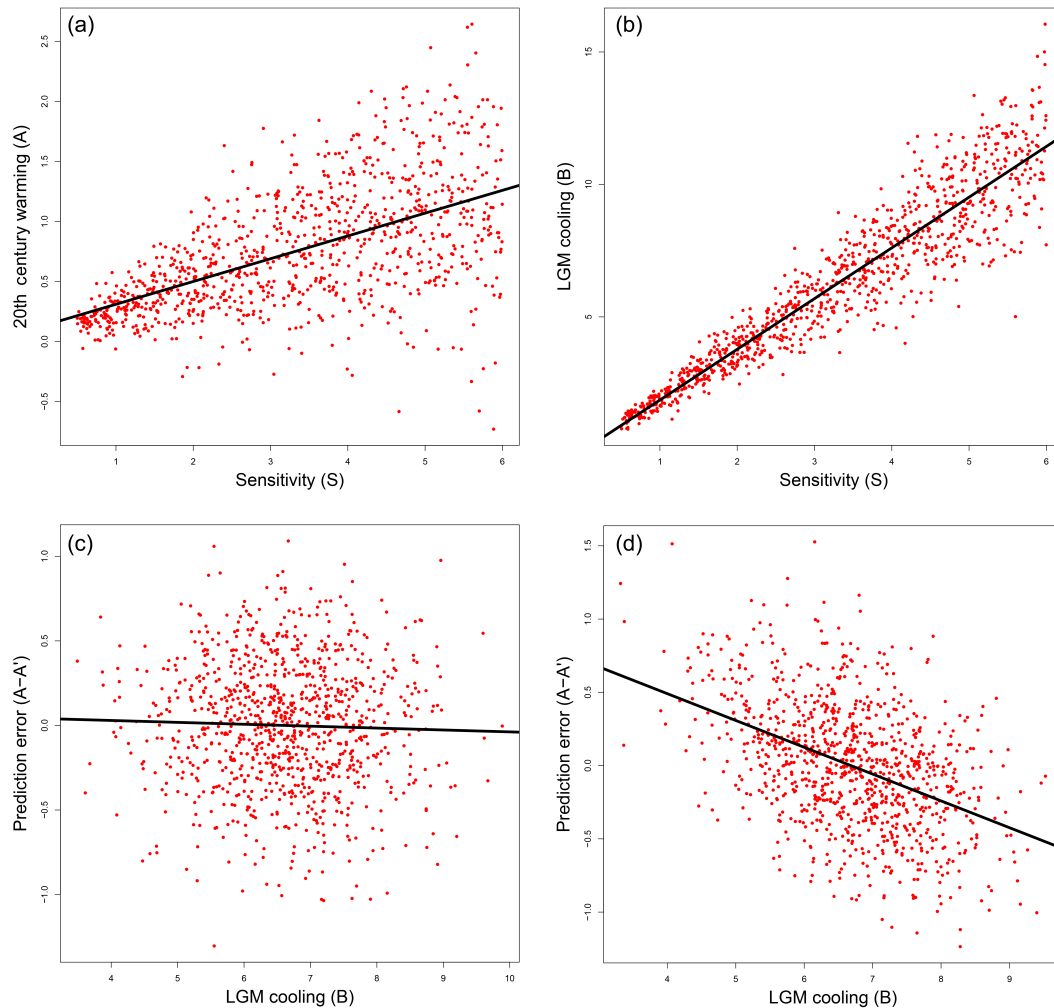 (a)
20th century warming (A)
2.5
2.0
1.5
1.0
0.5
0.0
−0.5
1 2 3 4 5 6
Sensitivity (S)
(b)
LGM cooling (B)
15
10
5
1 2 3 4 5 6
Sensitivity (S)
(c)
Prediction error (A−A')
1.0
0.5
0.0
−0.5
−1.0
4 5 6 7 8 9 10
LGM cooling (B)
(d)
Prediction error (A−A')
1.5
1.0
0.5
0.0
−0.5
−1.0
4 5 6 7 8 9
LGM cooling (B)